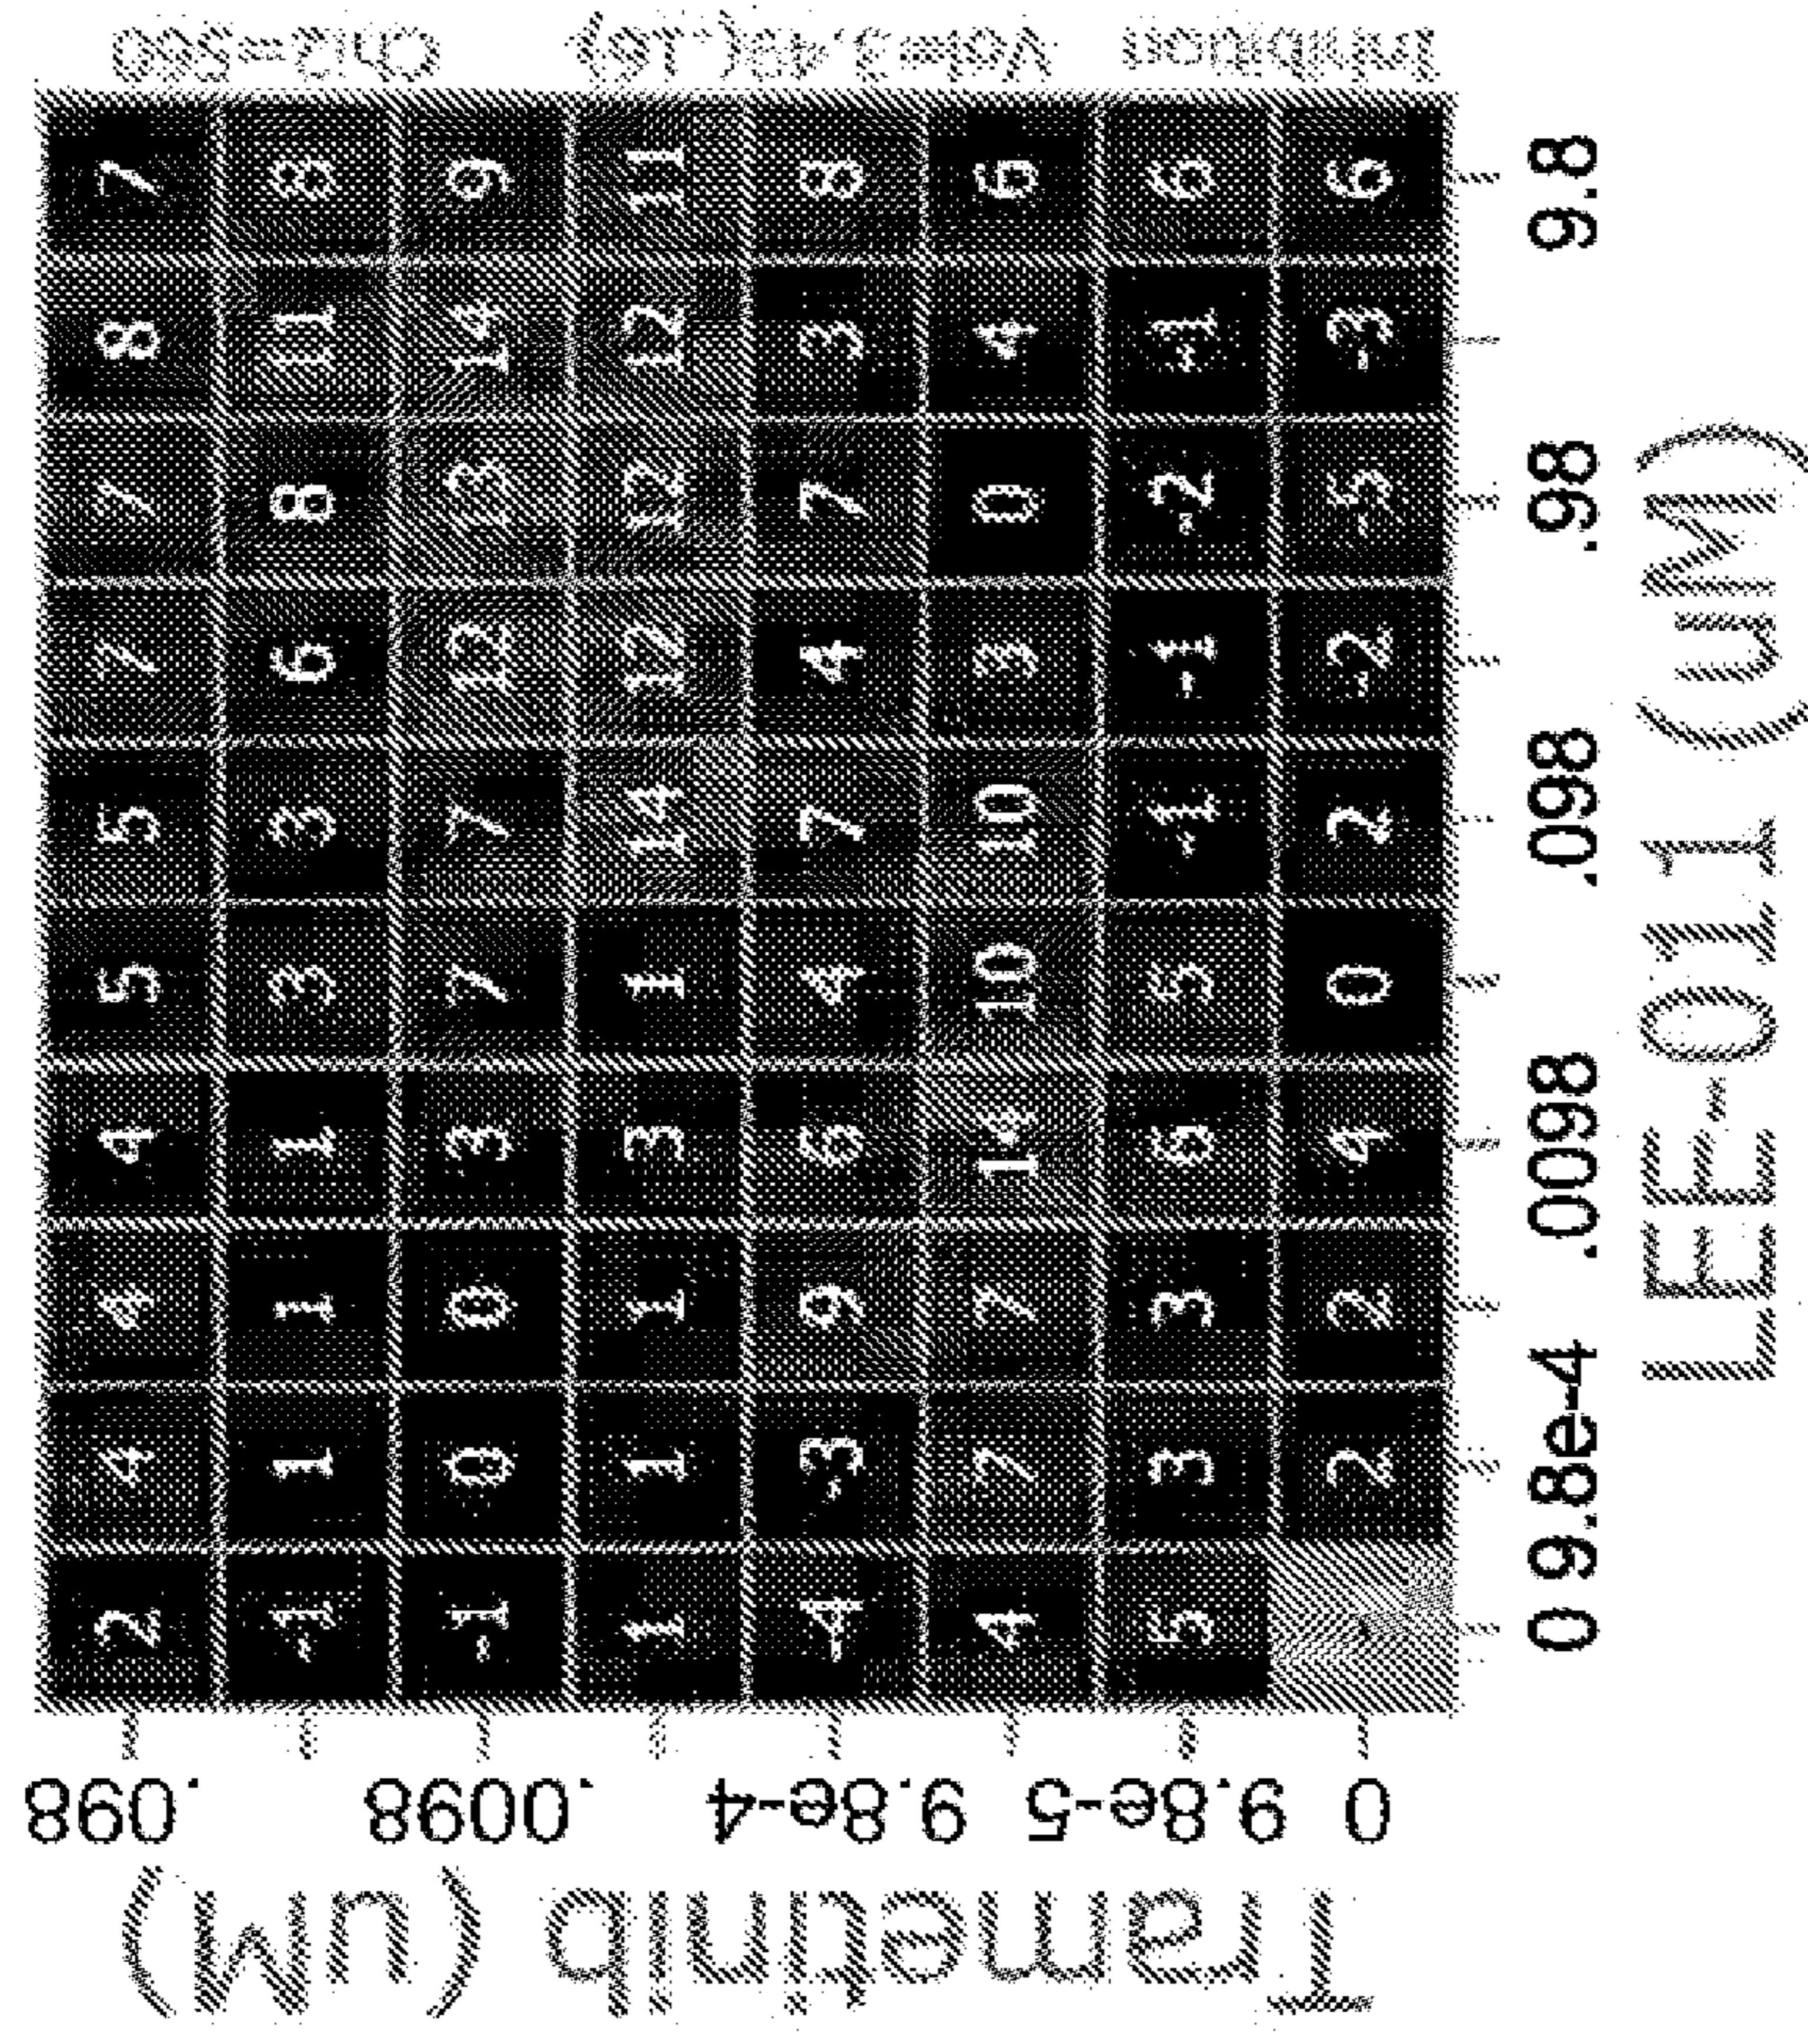 Trametinib (uM)
.098 2 4 4 4 5 5 7 7 8 7
-1 1 1 1 3 3 6 8 11 8
.0098 -1 0 0 3 7 7 12 13 14 9
1 1 1 3 1 14 12 12 12 11
9.8e-4 -4 -3 9 6 4 7 4 7 3 8
4 7 7 14 10 10 3 0 4 6
9.8e-5 5 3 3 6 5 -1 -1 -2 -1 6
0 2 2 4 0 2 -2 -5 -3 6
0 9.8e-4 .0098 .098 .98 9.8
LEE-011 (uM)
Inhibition
Vol=3.48(.16)
Chi2=560